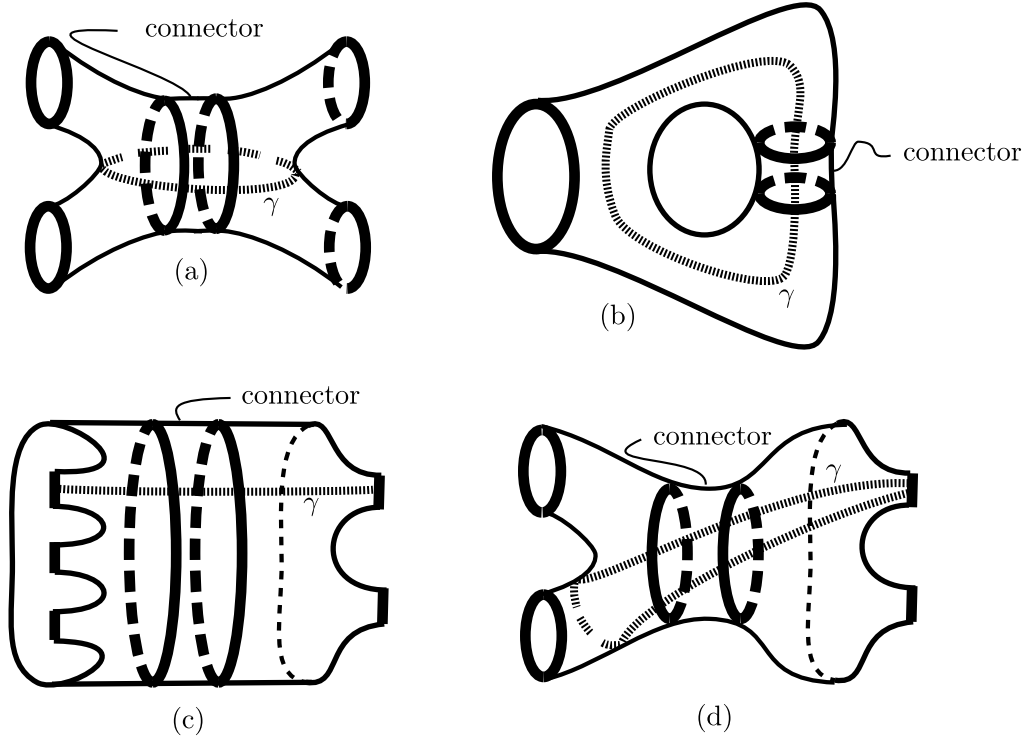 connector
γ
(a)
connector
γ
(b)
connector
γ
(c)
connector
γ
(d)